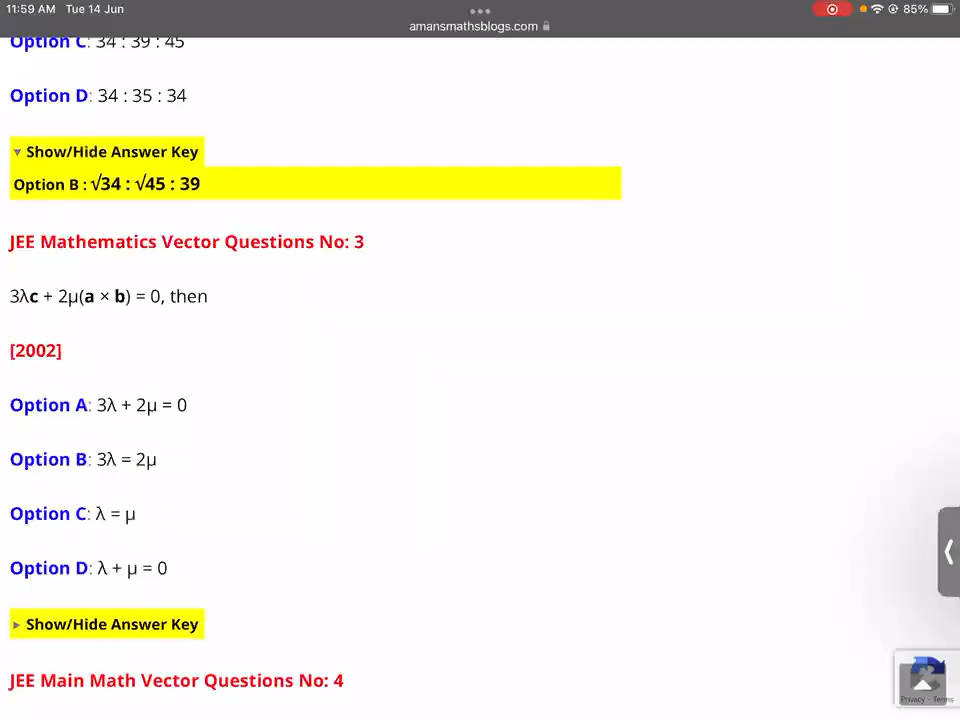 11:59 AM Tue 14 Jun
85%
amansmathsblogs.com
Option C: 34 : 39 : 45
Option D: 34 : 35 : 34
▾ Show/Hide Answer Key
Option B : √34 : √45 : 39
JEE Mathematics Vector Questions No: 3
3λc + 2μ(a × b) = 0, then
[2002]
Option A: 3λ + 2μ = 0
Option B: 3λ = 2μ
Option C: λ = μ
Option D: λ + μ = 0
▸ Show/Hide Answer Key
JEE Main Math Vector Questions No: 4
Privacy - Terms